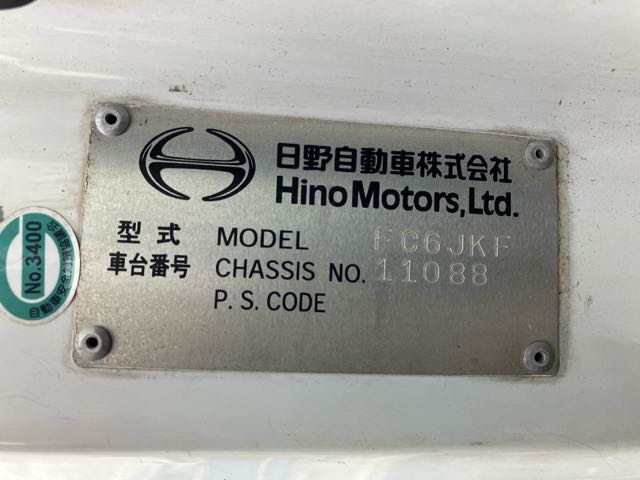 日野自動車株式会社
Hino Motors, Ltd.
型式 MODEL FC6JKF
車台番号 CHASSIS NO. 11088
P. S. CODE
No.3400